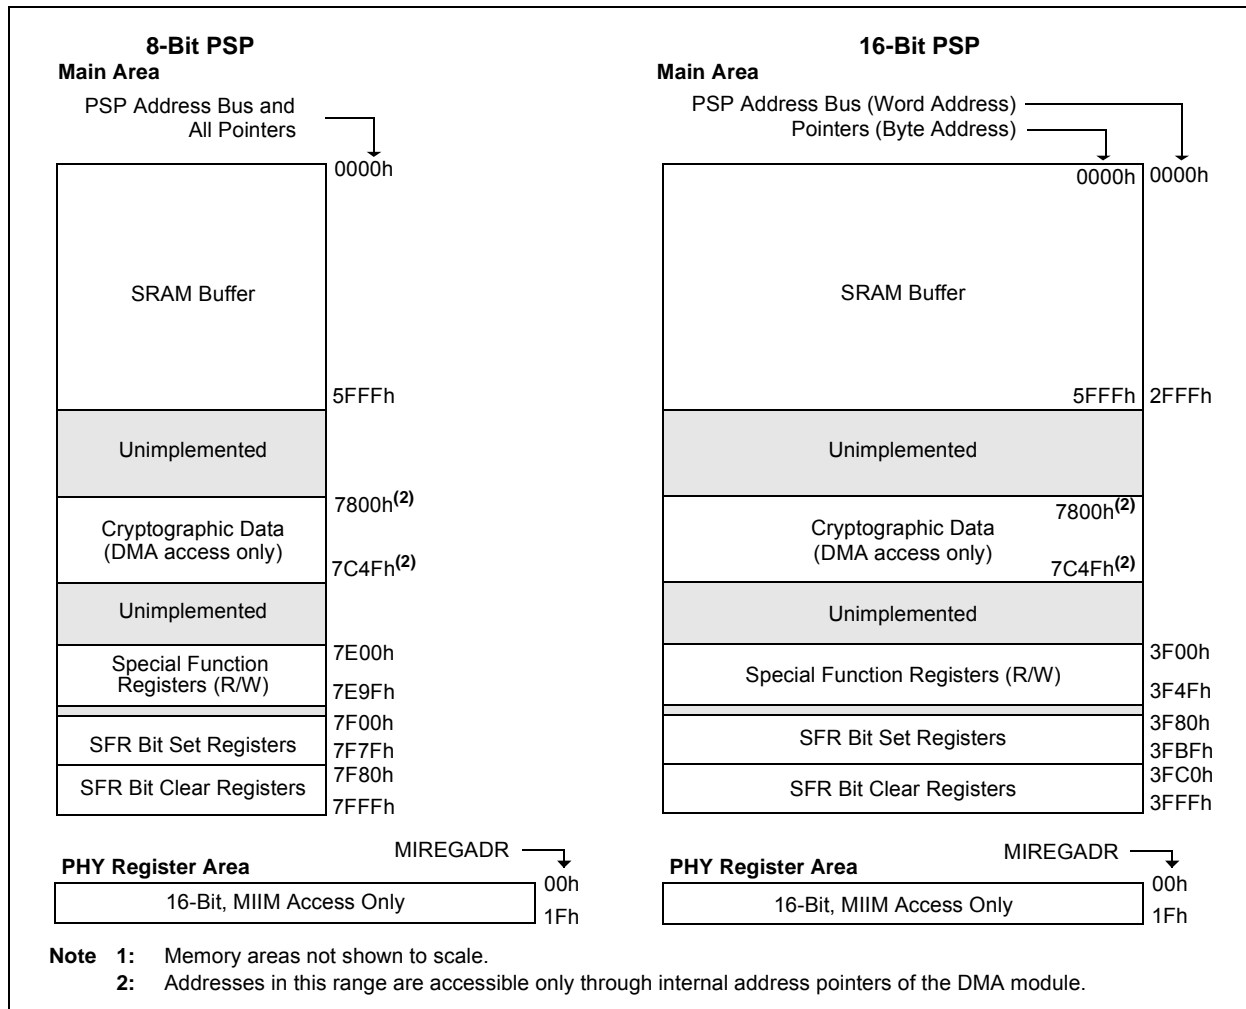 8-Bit PSP
Main Area
PSP Address Bus and
All Pointers
0000h
SRAM Buffer
5FFFh
Unimplemented
7800h(2)
Cryptographic Data
(DMA access only)
7C4Fh(2)
Unimplemented
7E00h
Special Function
Registers (R/W)
7E9Fh
7F00h
SFR Bit Set Registers
7F7Fh
7F80h
SFR Bit Clear Registers
7FFFh
PHY Register Area
MIREGADR
00h
16-Bit, MIIM Access Only
1Fh
16-Bit PSP
Main Area
PSP Address Bus (Word Address)
Pointers (Byte Address)
0000h 0000h
SRAM Buffer
5FFFh 2FFFh
Unimplemented
7800h(2)
Cryptographic Data
(DMA access only)
7C4Fh(2)
Unimplemented
3F00h
Special Function Registers (R/W)
3F4Fh
3F80h
SFR Bit Set Registers
3FBFh
3FC0h
SFR Bit Clear Registers
3FFFh
PHY Register Area
MIREGADR
00h
16-Bit, MIIM Access Only
1Fh
Note 1: Memory areas not shown to scale.
2: Addresses in this range are accessible only through internal address pointers of the DMA module.